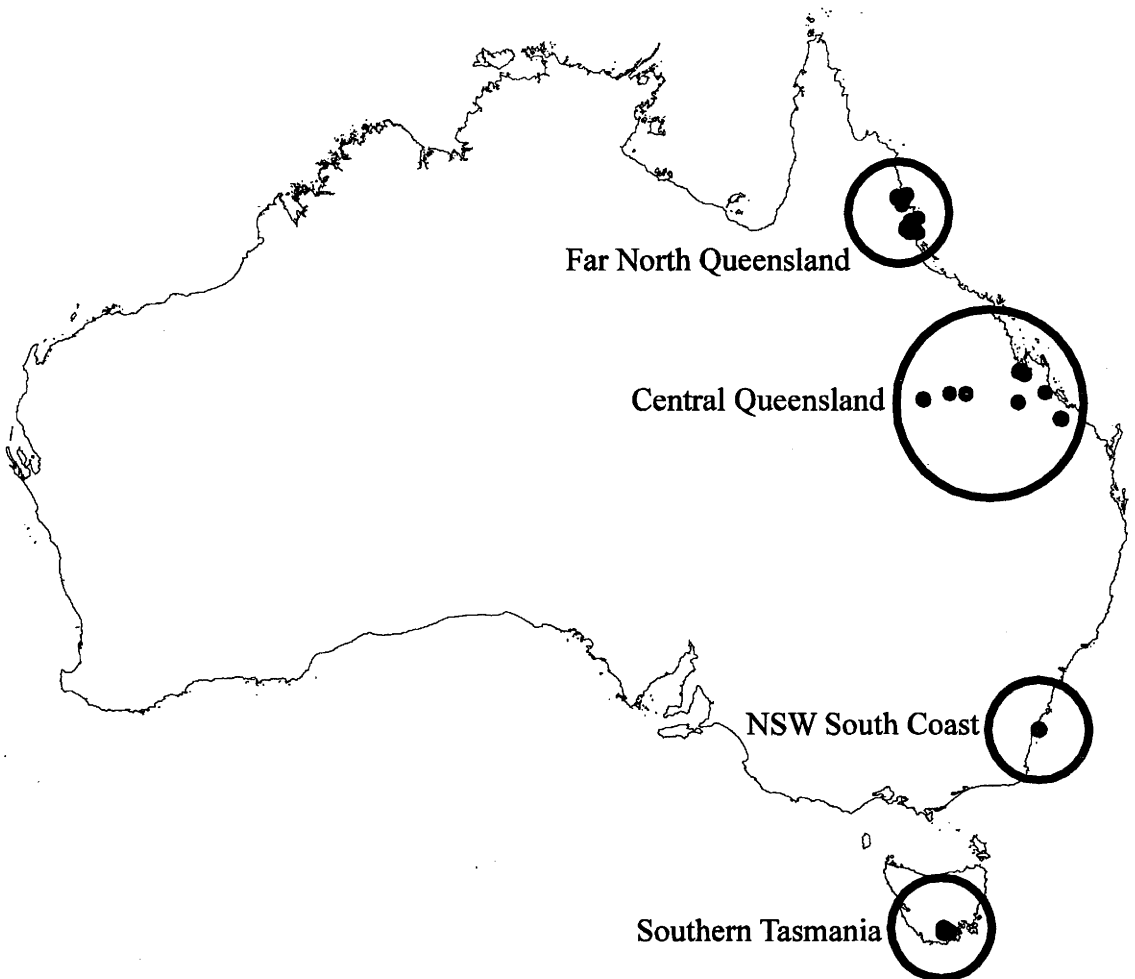 Far North Queensland
Central Queensland
NSW South Coast
Southern Tasmania